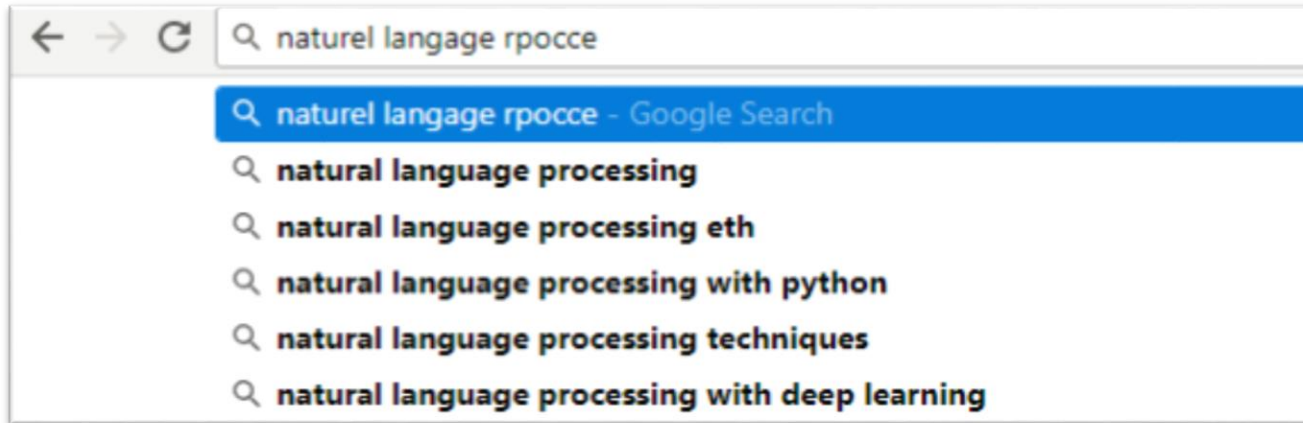 naturel langage rpocce
naturel langage rpocce - Google Search
natural language processing
natural language processing eth
natural language processing with python
natural language processing techniques
natural language processing with deep learning